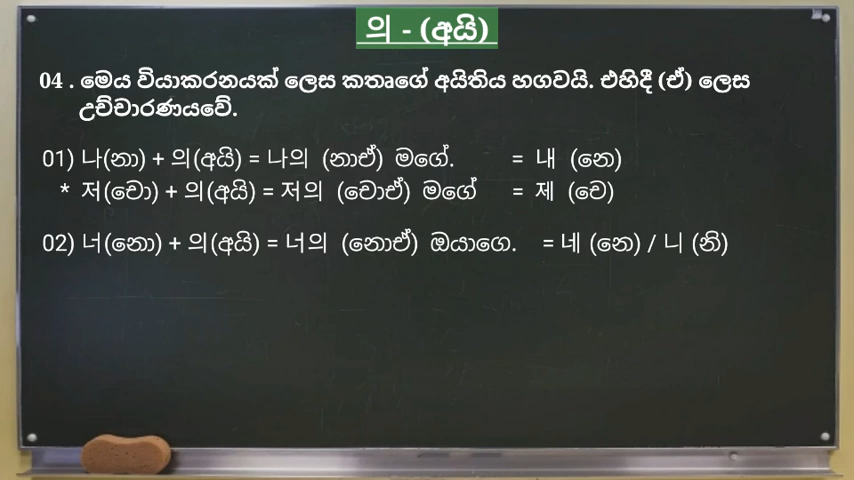 의 - (අයි)
04 . මෙය ව්යාකරනයක් ලෙස කතෘගේ අයිතිය හගවයි. එහිදී (ඒ) ලෙස
උච්චාරණයවේ.
01) 나(නා) + 의(අයි) = 나의 (නාඒ) මගේ. = 내 (නෙ)
* 저(චො) + 의(අයි) = 저의 (චොඒ) මගේ = 제 (චෙ)
02) 너(නො) + 의(අයි) = 너의 (නොඒ) ඔයාගෙ. = 네 (නෙ) / 니 (නි)